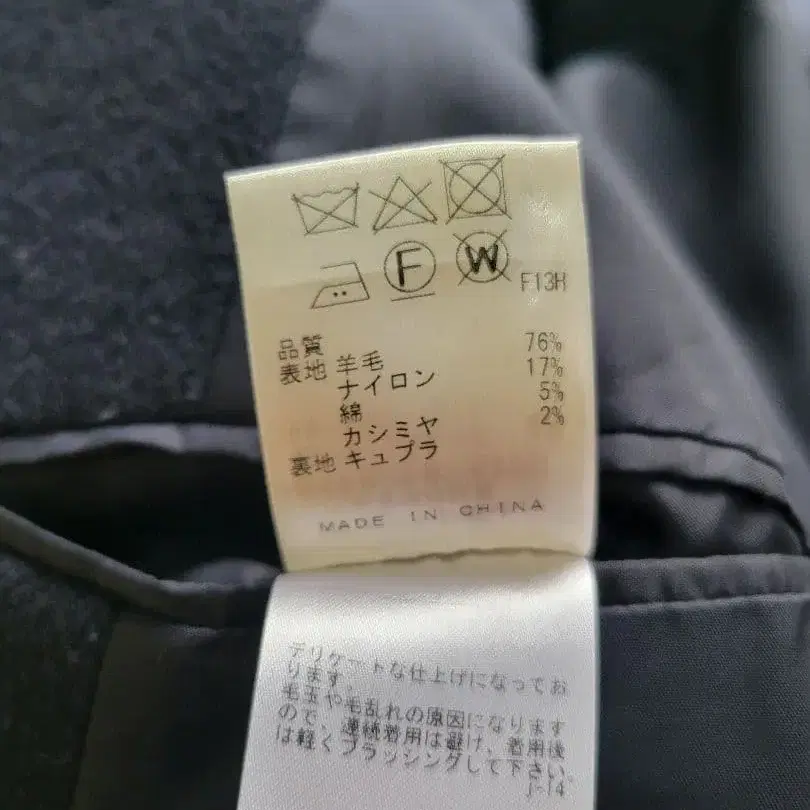 F
W
F13H
品質
表地 羊毛 76%
ナイロン 17%
綿 5%
カシミヤ 2%
裏地 キュプラ
MADE IN CHINA
デリケートな仕上げになってお
ります。
毛玉や毛乱れの原因になります
ので、連続着用は避け、着用後
は軽くブラッシングして下さい。
J-14